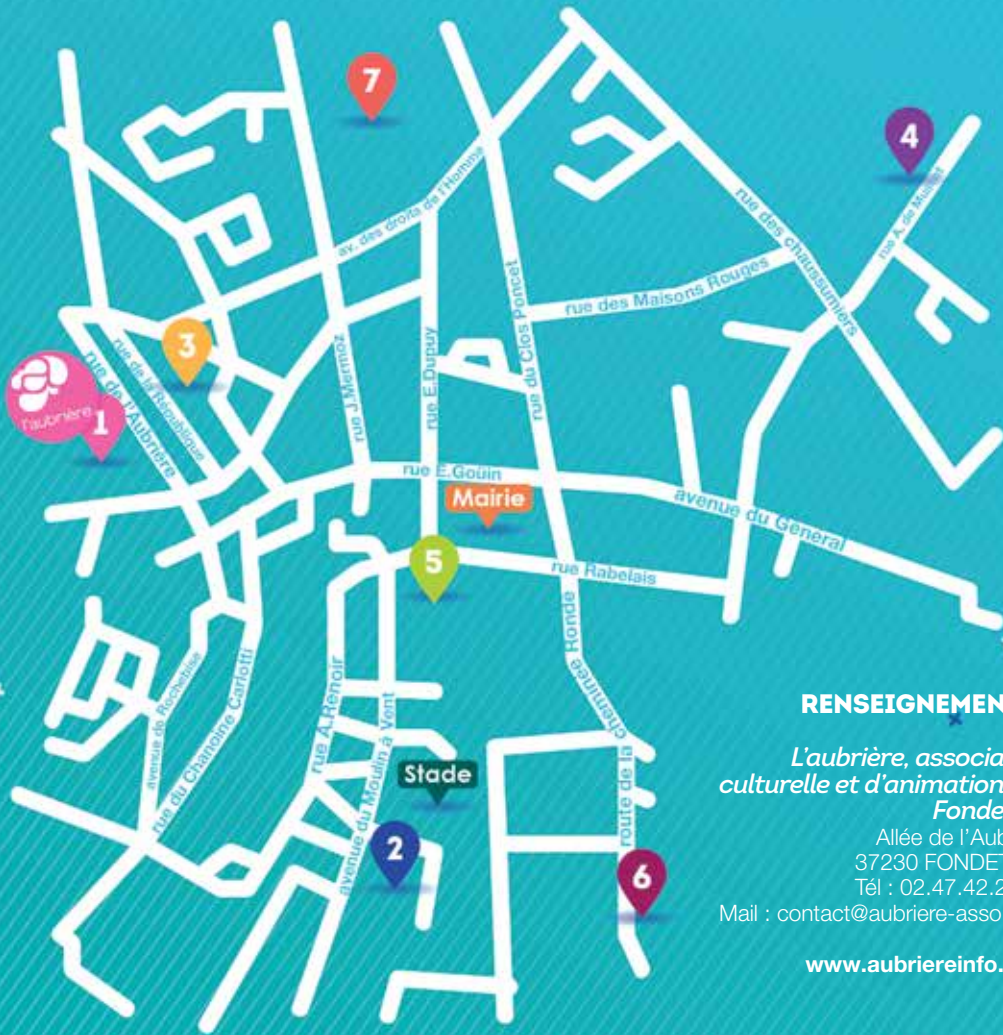 7
4
av. des droits de l'Homme
rue des chaussumiers
rue A. de Musset
rue du Clos Poncet
rue des Maisons Rouges
3
rue de la République
rue de l'Aubrière
l'aubrière
1
rue J.Mermoz
rue E.Dupuy
rue E.Goüin
Mairie
avenue du Général
5
rue Rabelais
route de la cheminée Ronde
avenue de Rochebise
rue du Chanoine Carlotti
rue A.Renoir
avenue du Moulin à Vent
Stade
2
6
RENSEIGNEMEN
L'aubrière, associa
culturelle et d'animation
Fonde
Allée de l'Aub
37230 FONDET
Tél : 02.47.42.2
Mail : contact@aubriere-asso
www.aubriereinfo.